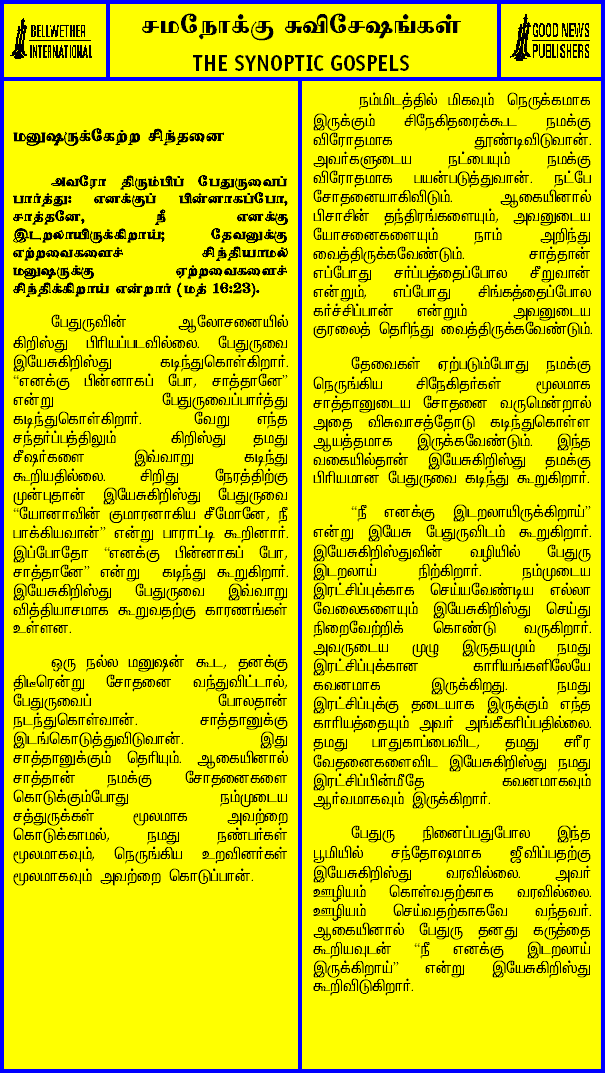 BELLWETHER
INTERNATIONAL
சமநோக்கு சுவிசேஷங்கள்
THE SYNOPTIC GOSPELS
GOOD NEWS
PUBLISHERS
மனுஷருக்கேற்ற சிந்தனை
அவரோ திரும்பிப் பேதுருவைப்
பார்த்து: எனக்குப் பின்னாகப்போ,
சாத்தனே, நீ எனக்கு
இடறலாயிருக்கிறாய்; தேவனுக்கு
ஏற்றவைகளைச் சிந்தியாமல்
மனுஷருக்கு ஏற்றவைகளைச்
சிந்திக்கிறாய் என்றார் (மத் 16:23).
பேதுருவின் ஆலோசனையில்
கிறிஸ்து பிரியப்படவில்லை. பேதுருவை
இயேசுகிறிஸ்து கடிந்துகொள்கிறார்.
“எனக்கு பின்னாகப் போ, சாத்தானே”
என்று பேதுருவைப்பார்த்து
கடிந்துகொள்கிறார். வேறு எந்த
சந்தர்ப்பத்திலும் கிறிஸ்து தமது
சீஷர்களை இவ்வாறு கடிந்து
கூறியதில்லை. சிறிது நேரத்திற்கு
முன்புதான் இயேசுகிறிஸ்து பேதுருவை
“யோனாவின் குமாரனாகிய சீமோனே, நீ
பாக்கியவான்” என்று பாராட்டி கூறினார்.
இப்போதோ “எனக்கு பின்னாகப் போ,
சாத்தானே” என்று கடிந்து கூறுகிறார்.
இயேசுகிறிஸ்து பேதுருவை இவ்வாறு
வித்தியாசமாக கூறுவதற்கு காரணங்கள்
உள்ளன.
ஒரு நல்ல மனுஷன் கூட, தனக்கு
திடீரென்று சோதனை வந்துவிட்டால்,
பேதுருவைப் போலதான்
நடந்துகொள்வான். சாத்தானுக்கு
இடங்கொடுத்துவிடுவான். இது
சாத்தானுக்கும் தெரியும். ஆகையினால்
சாத்தான் நமக்கு சோதனைகளை
கொடுக்கும்போது நம்முடைய
சத்துருக்கள் மூலமாக அவற்றை
கொடுக்காமல், நமது நண்பர்கள்
மூலமாகவும், நெருங்கிய உறவினர்கள்
மூலமாகவும் அவற்றை கொடுப்பான்.
நம்மிடத்தில் மிகவும் நெருக்கமாக
இருக்கும் சிநேகிதரைக்கூட நமக்கு
விரோதமாக தூண்டிவிடுவான்.
அவர்களுடைய நட்பையும் நமக்கு
விரோதமாக பயன்படுத்துவான். நட்பே
சோதனையாகிவிடும். ஆகையினால்
பிசாசின் தந்திரங்களையும், அவனுடைய
யோசனைகளையும் நாம் அறிந்து
வைத்திருக்கவேண்டும். சாத்தான்
எப்போது சர்ப்பத்தைப்போல சீறுவான்
என்றும், எப்போது சிங்கத்தைப்போல
கர்ச்சிப்பான் என்றும் அவனுடைய
குரலைத் தெரிந்து வைத்திருக்கவேண்டும்.
தேவைகள் ஏற்படும்போது நமக்கு
நெருங்கிய சிநேகிதர்கள் மூலமாக
சாத்தானுடைய சோதனை வருமென்றால்
அதை விசுவாசத்தோடு கடிந்துகொள்ள
ஆயத்தமாக இருக்கவேண்டும். இந்த
வகையில்தான் இயேசுகிறிஸ்து தமக்கு
பிரியமான பேதுருவை கடிந்து கூறுகிறார்.
“நீ எனக்கு இடறலாயிருக்கிறாய்”
என்று இயேசு பேதுருவிடம் கூறுகிறார்.
இயேசுகிறிஸ்துவின் வழியில் பேதுரு
இடறலாய் நிற்கிறார். நம்முடைய
இரட்சிப்புக்காக செய்யவேண்டிய எல்லா
வேலைகளையும் இயேசுகிறிஸ்து செய்து
நிறைவேற்றிக் கொண்டு வருகிறார்.
அவருடைய முழு இருதயமும் நமது
இரட்சிப்புக்கான காரியங்களிலேயே
கவனமாக இருக்கிறது. நமது
இரட்சிப்புக்கு தடையாக இருக்கும் எந்த
காரியத்தையும் அவர் அங்கீகரிப்பதில்லை.
தமது பாதுகாப்பைவிட, தமது சரீர
வேதனைகளைவிட இயேசுகிறிஸ்து நமது
இரட்சிப்பின்மீதே கவனமாகவும்
ஆர்வமாகவும் இருக்கிறார்.
பேதுரு நினைப்பதுபோல இந்த
பூமியில் சந்தோஷமாக ஜீவிப்பதற்கு
இயேசுகிறிஸ்து வரவில்லை. அவர்
ஊழியம் கொள்வதற்காக வரவில்லை.
ஊழியம் செய்வதற்காகவே வந்தவர்.
ஆகையினால் பேதுரு தனது கருத்தை
கூறியவுடன் “நீ எனக்கு இடறலாய்
இருக்கிறாய்” என்று இயேசுகிறிஸ்து
கூறிவிடுகிறார்.